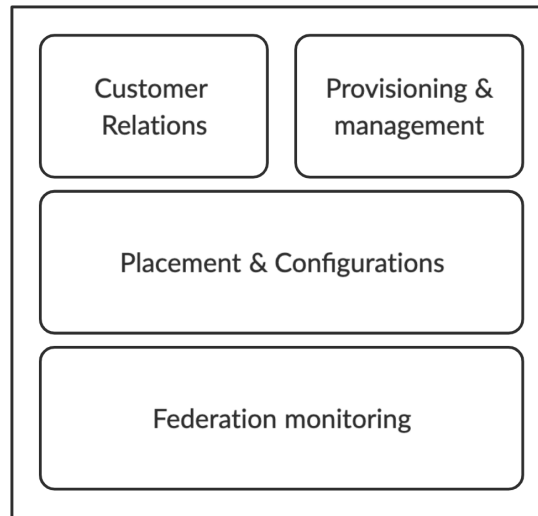 Customer
Relations
Provisioning &
management
Placement & Configurations
Federation monitoring